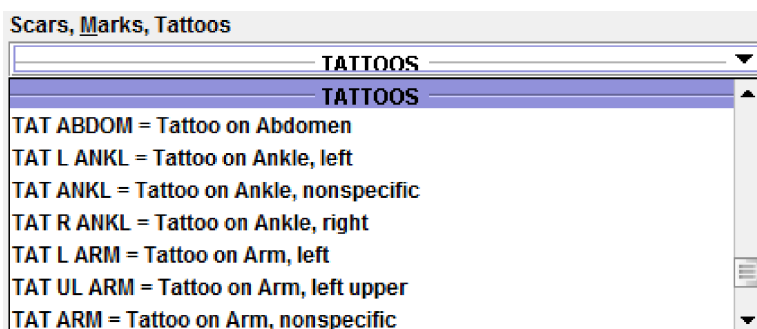 Scars, Marks, Tattoos
TATTOOS
TATTOOS
TAT ABDOM = Tattoo on Abdomen
TAT L ANKL = Tattoo on Ankle, left
TAT ANKL = Tattoo on Ankle, nonspecific
TAT R ANKL = Tattoo on Ankle, right
TAT L ARM = Tattoo on Arm, left
TAT UL ARM = Tattoo on Arm, left upper
TAT ARM = Tattoo on Arm, nonspecific